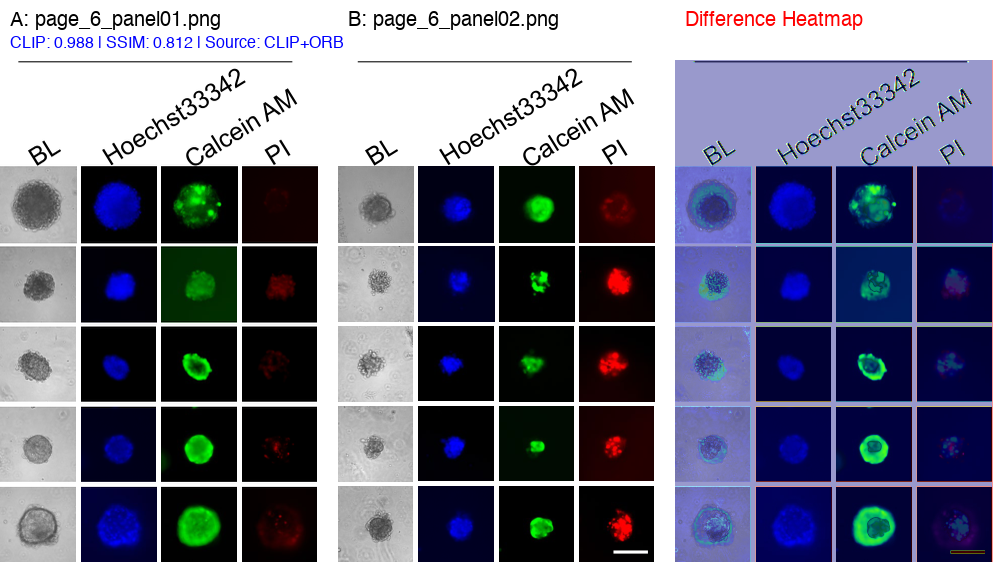 A: page_6_panel01.png
CLIP: 0.988 | SSIM: 0.812 | Source: CLIP+ORB
B: page_6_panel02.png
Difference Heatmap
BL Hoechst33342 Calcein AM PI
BL Hoechst33342 Calcein AM PI
BL Hoechst33342 Calcein AM PI